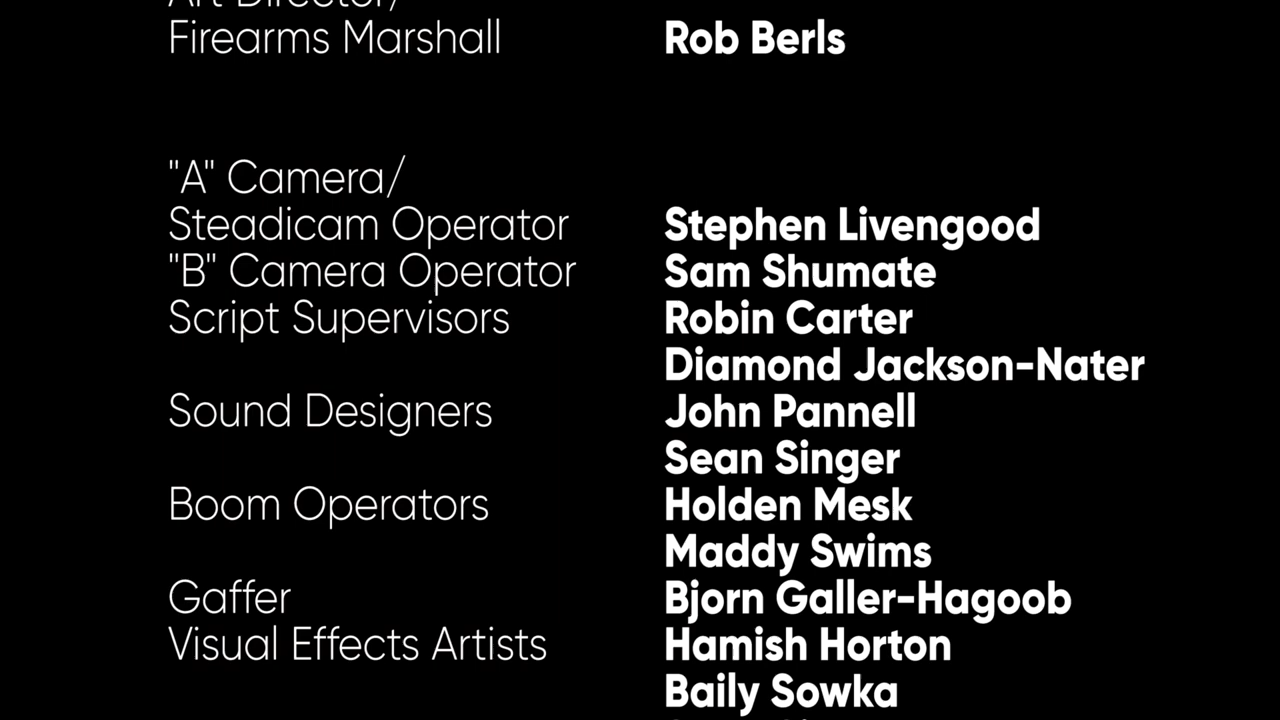 Art Director/
Firearms Marshall Rob Berls
"A" Camera/
Steadicam Operator Stephen Livengood
"B" Camera Operator Sam Shumate
Script Supervisors Robin Carter
Diamond Jackson-Nater
Sound Designers John Pannell
Sean Singer
Boom Operators Holden Mesk
Maddy Swims
Gaffer Bjorn Galler-Hagoob
Visual Effects Artists Hamish Horton
Baily Sowka